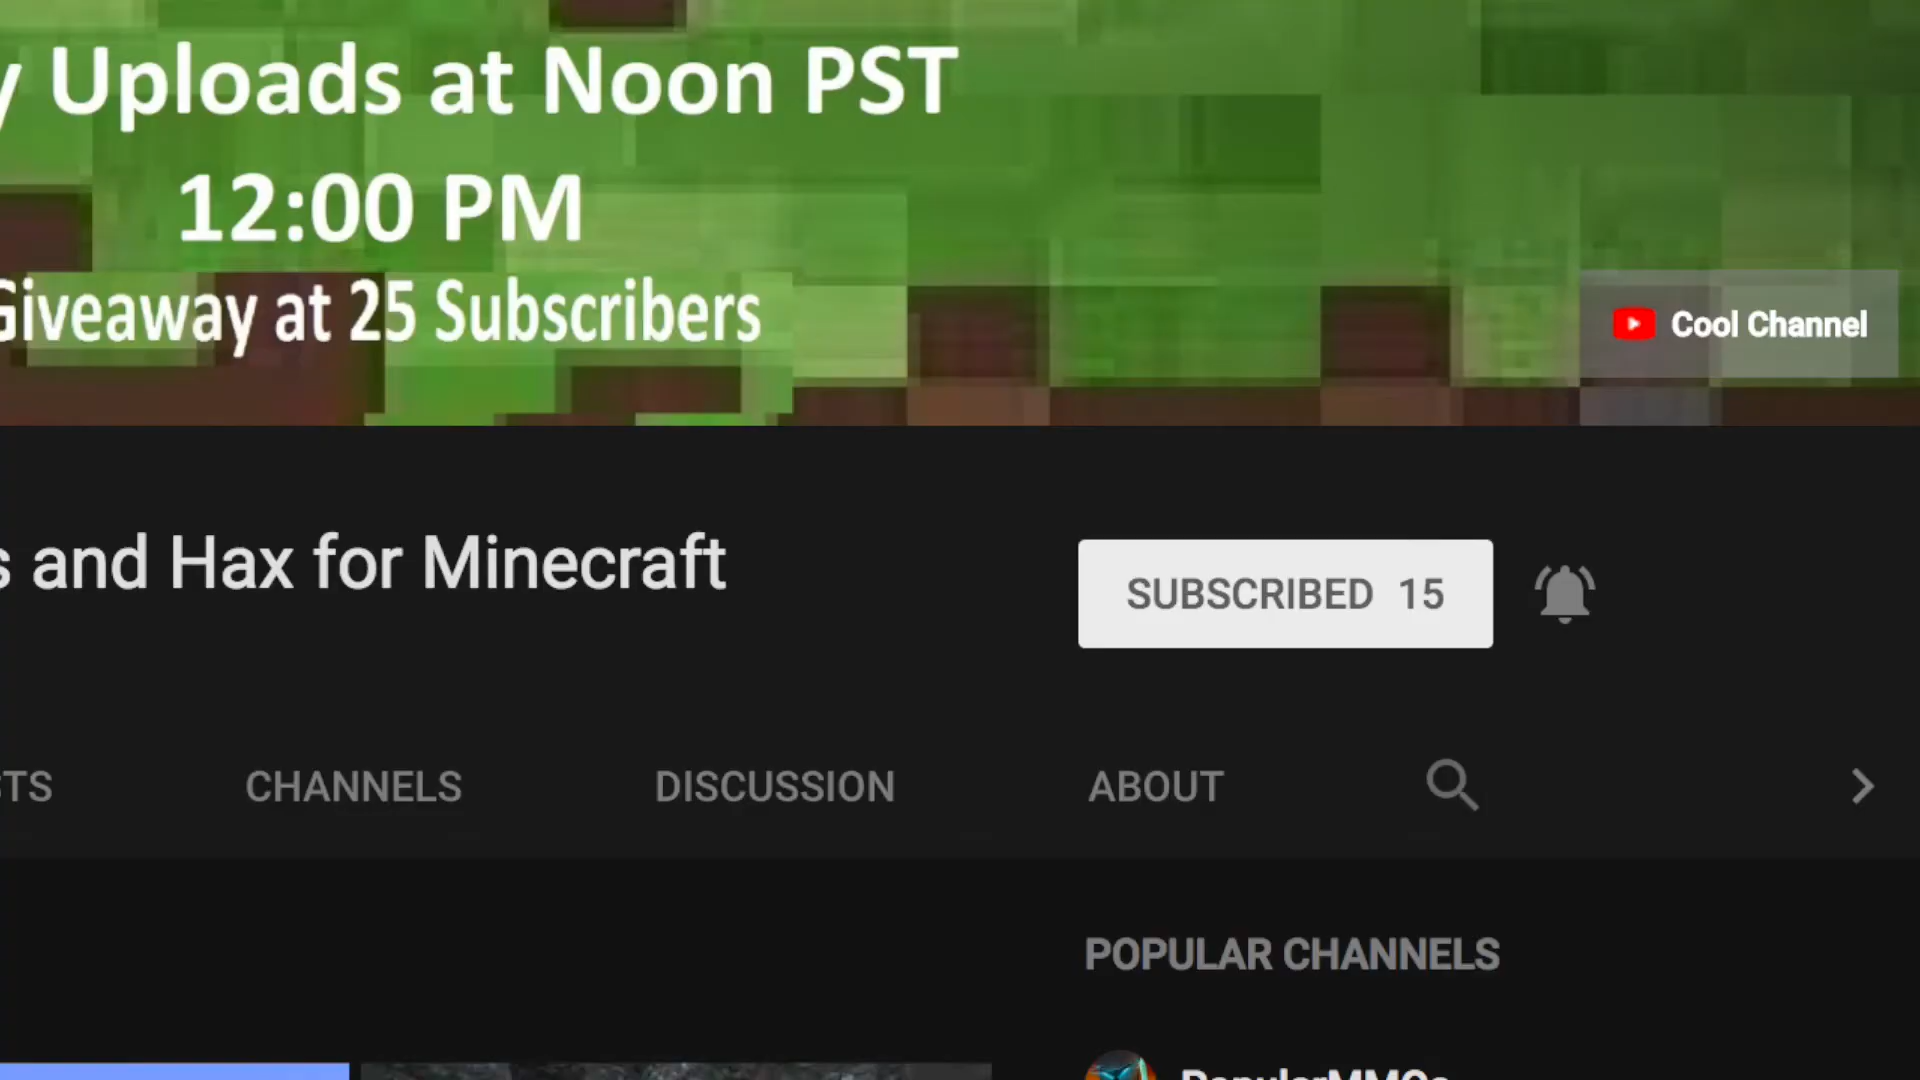 Uploads at Noon PST
12:00 PM
Giveaway at 25 Subscribers
Cool Channel
and Hax for Minecraft
SUBSCRIBED 15
CHANNELS DISCUSSION ABOUT
POPULAR CHANNELS
PopularMMOs